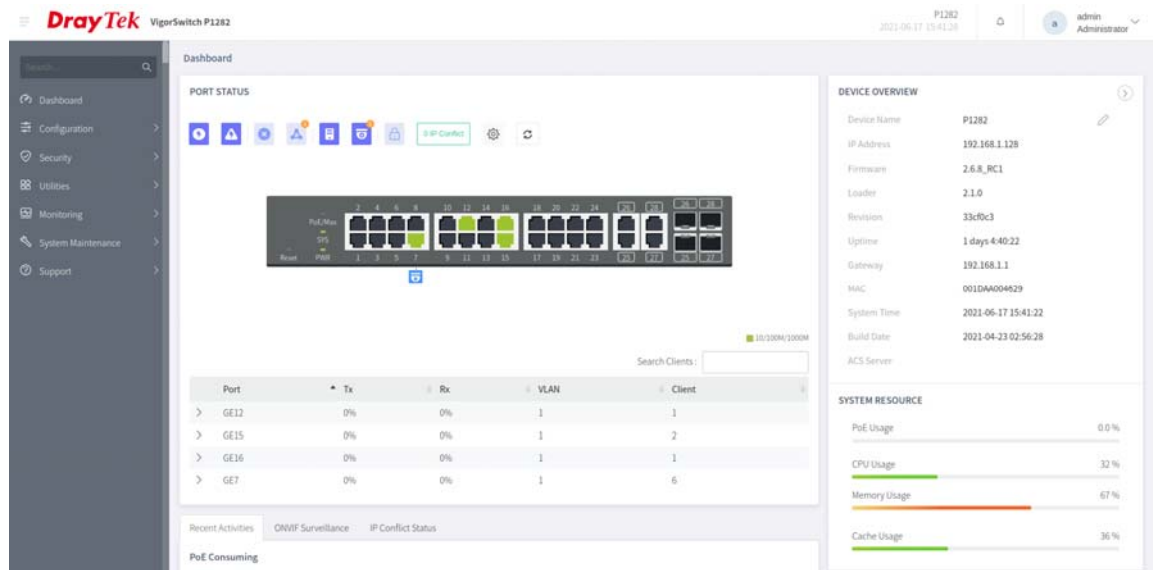 DrayTek VigorSwitch P1282
P1282
2021-06-17 15:41:28
a
admin
Administrator
Search...
Dashboard
Configuration
Security
Utilities
Monitoring
System Maintenance
Support
Dashboard
PORT STATUS
0 IP Conflict
2 4 6 8 10 12 14 16 18 20 22 24 26 28 26 28
PoE/Max
SYS
Reset PWR 1 3 5 7 9 11 13 15 17 19 21 23 25 27 25 27
10/100M/1000M
Search Clients :
Port Tx Rx VLAN Client
GE12 0% 0% 1 1
GE15 0% 0% 1 2
GE16 0% 0% 1 1
GE7 0% 0% 1 6
Recent Activities ONVIF Surveillance IP Conflict Status
PoE Consuming
DEVICE OVERVIEW
Device Name P1282
IP Address 192.168.1.128
Firmware 2.6.8_RC1
Loader 2.1.0
Revision 33cf0c3
Uptime 1 days 4:40:22
Gateway 192.168.1.1
MAC 001DAA004629
System Time 2021-06-17 15:41:22
Build Date 2021-04-23 02:56:28
ACS Server
SYSTEM RESOURCE
PoE Usage 0.0 %
CPU Usage 32 %
Memory Usage 67 %
Cache Usage 36 %